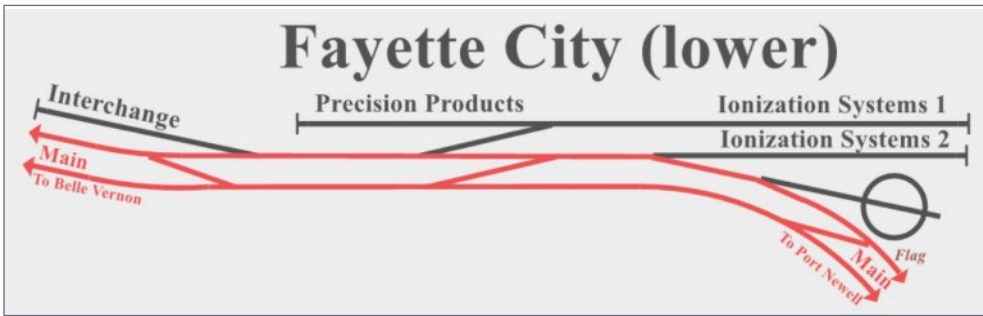 Fayette City (lower)
Interchange
Precision Products
Ionization Systems 1
Ionization Systems 2
Main
To Belle Vernon
Flag
Main
To Port Newell